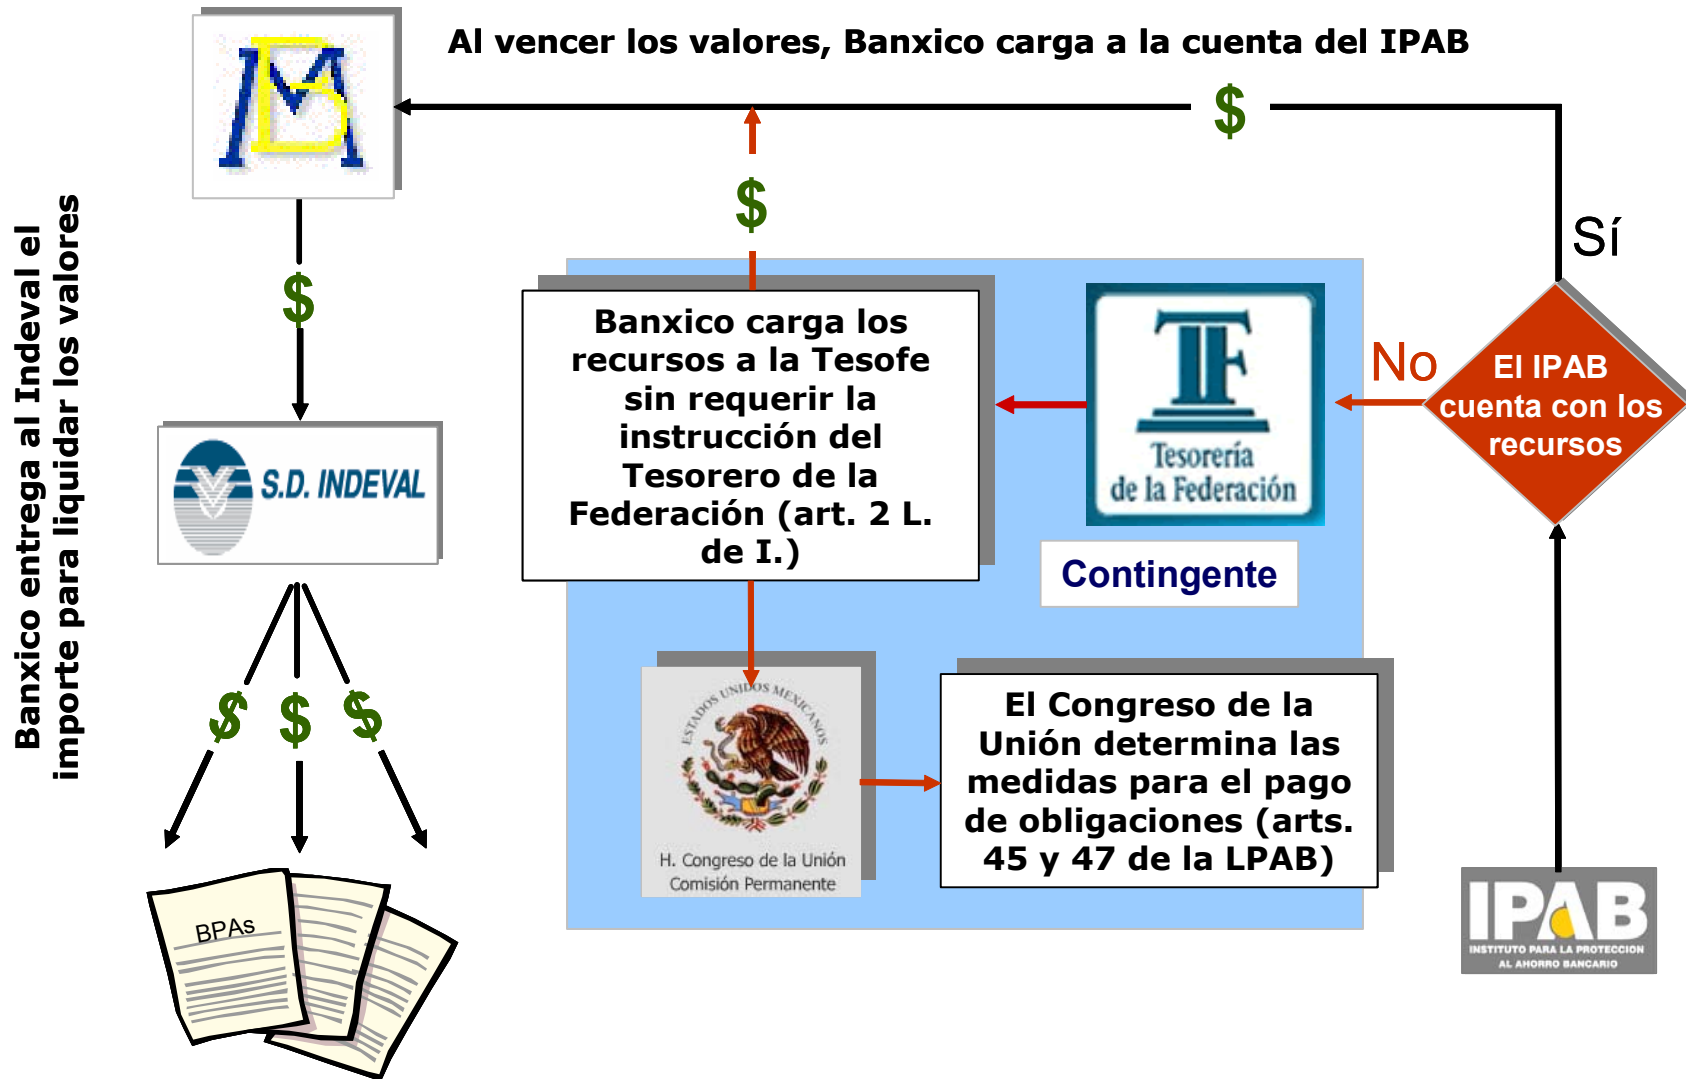 Al vencer los valores, Banxico carga a la cuenta del IPAB
$
$
Sí
Banxico entrega al Indeval el
importe para liquidar los valores
$
Banxico carga los
recursos a la Tesofe
sin requerir la
instrucción del
Tesorero de la
Federación (art. 2 L.
de I.)
TF
Tesorería
de la Federación
Contingente
No
El IPAB
cuenta con los
recursos
S.D. INDEVAL
$ $ $
ESTADOS UNIDOS MEXICANOS
H. Congreso de la Unión
Comisión Permanente
El Congreso de la
Unión determina las
medidas para el pago
de obligaciones (arts.
45 y 47 de la LPAB)
BPAs
IPAB
INSTITUTO PARA LA PROTECCION
AL AHORRO BANCARIO